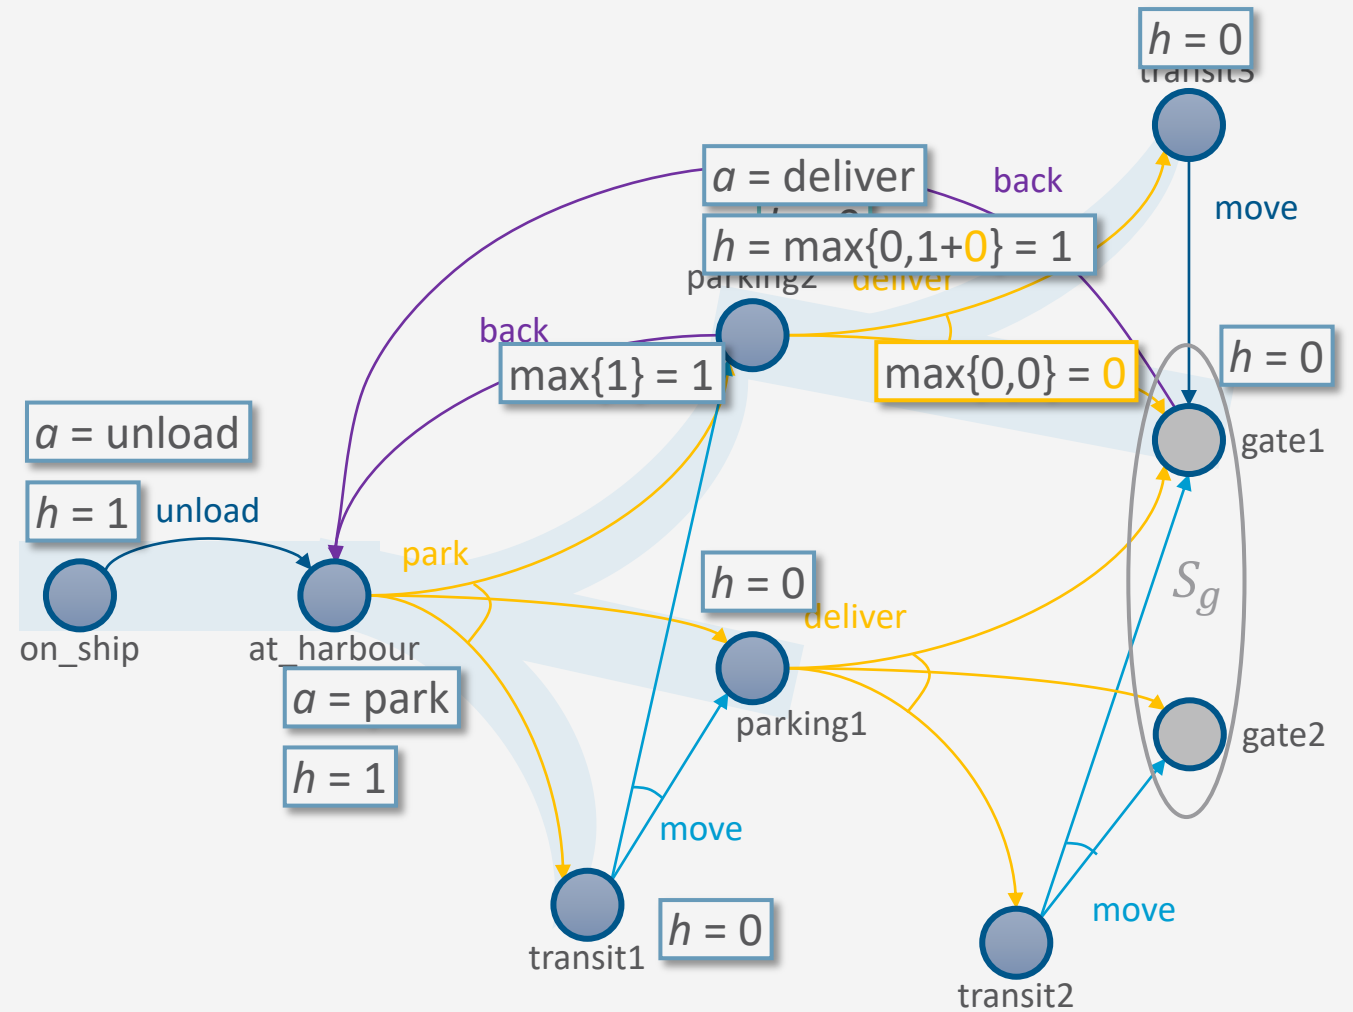 h = 0
transit3
a = deliver
back
move
h = max{0,1+0} = 1
parking2
deliver
back
max{1} = 1
max{0,0} = 0
h = 0
a = unload
gate1
h = 1
unload
park
h = 0
S_g
deliver
on_ship
at_harbour
a = park
parking1
gate2
h = 1
move
h = 0
move
transit1
transit2